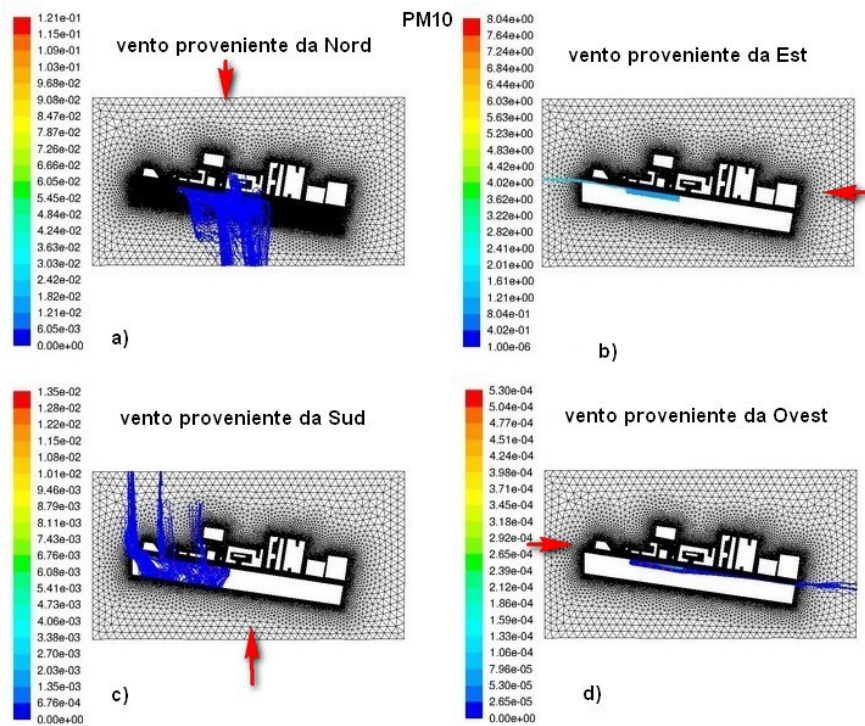 PM10
vento proveniente da Nord
1.21e-01
1.15e-01
1.09e-01
1.03e-01
9.68e-02
9.08e-02
8.47e-02
7.87e-02
7.26e-02
6.66e-02
6.05e-02
5.45e-02
4.84e-02
4.24e-02
3.63e-02
3.03e-02
2.42e-02
1.82e-02
1.21e-02
6.05e-03
0.00e+00
a)
vento proveniente da Est
8.04e+00
7.64e+00
7.23e+00
6.83e+00
6.43e+00
6.03e+00
5.63e+00
5.22e+00
4.82e+00
4.42e+00
4.02e+00
3.62e+00
3.22e+00
2.81e+00
2.41e+00
2.01e+00
1.61e+00
1.21e+00
8.04e-01
4.02e-01
1.00e-06
b)
vento proveniente da Sud
1.35e-02
1.28e-02
1.22e-02
1.15e-02
1.08e-02
1.01e-02
9.46e-03
8.79e-03
8.11e-03
7.43e-03
6.76e-03
6.08e-03
5.41e-03
4.73e-03
4.06e-03
3.38e-03
2.70e-03
2.03e-03
1.35e-03
6.76e-04
0.00e+00
c)
vento proveniente da Ovest
5.30e-04
5.04e-04
4.77e-04
4.51e-04
4.24e-04
3.98e-04
3.71e-04
3.45e-04
3.18e-04
2.92e-04
2.65e-04
2.39e-04
2.12e-04
1.86e-04
1.59e-04
1.33e-04
1.06e-04
7.96e-05
5.30e-05
2.65e-05
0.00e+00
d)